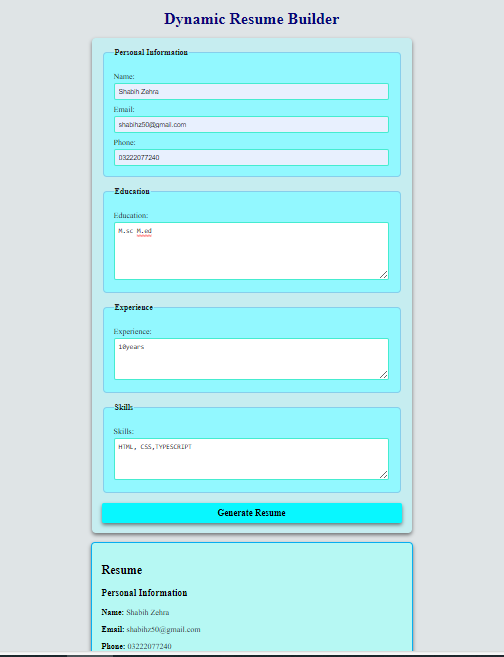 Dynamic Resume Builder
Personal Information
Name:
Shabih Zehra
Email:
shabihz50@gmail.com
Phone:
03222077240
Education
Education:
M.sc M.ed
Experience
Experience:
10years
Skills
Skills:
HTML, CSS,TYPESCRIPT
Generate Resume
Resume
Personal Information
Name: Shabih Zehra
Email: shabihz50@gmail.com
Phone: 03222077240